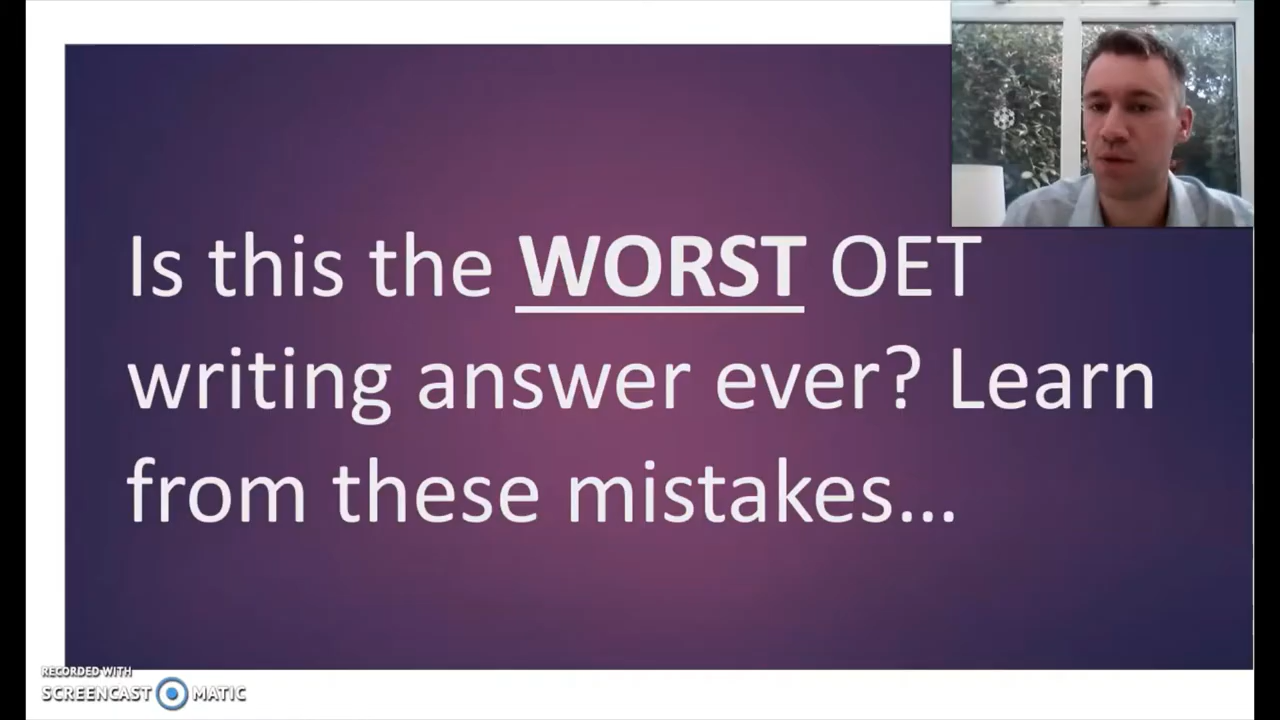 Is this the WORST OET
writing answer ever? Learn
from these mistakes...
RECORDED WITH
SCREENCAST MATIC